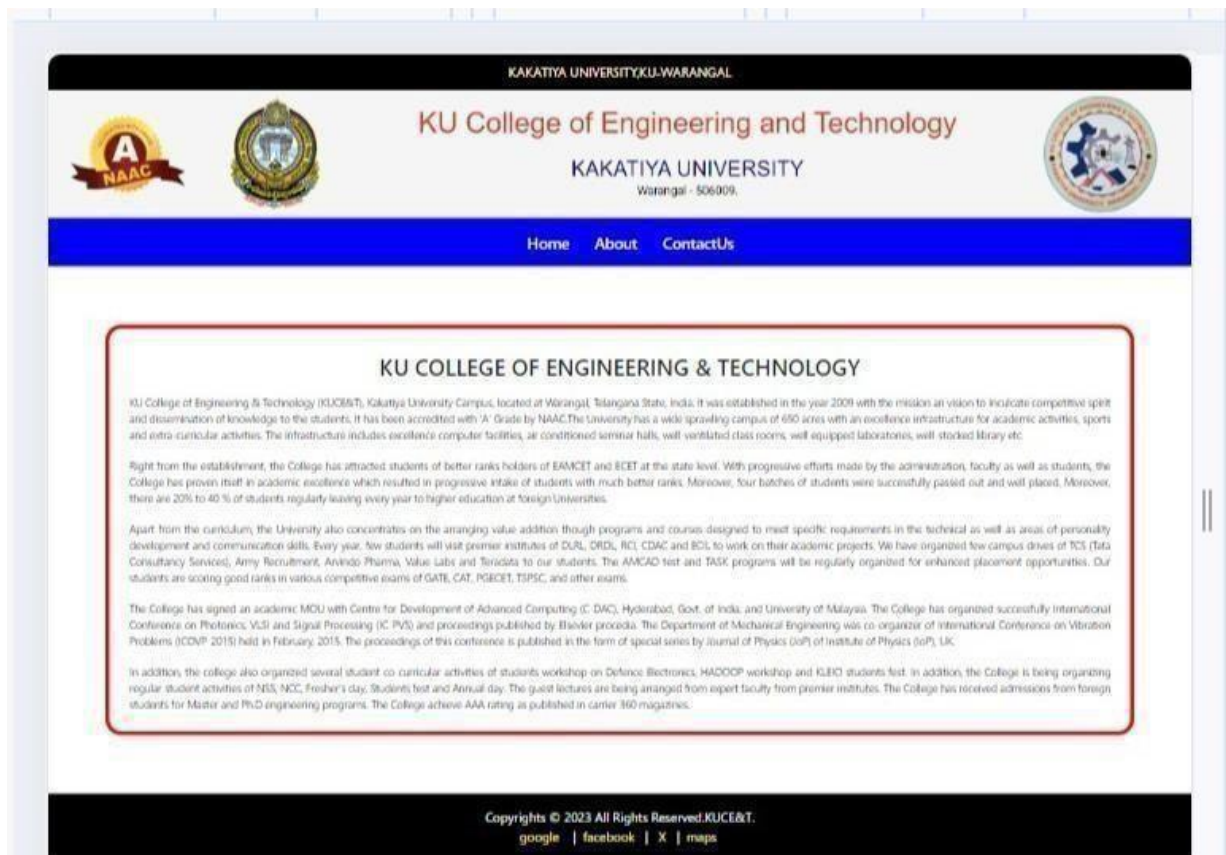 KAKATIYA UNIVERSITY,KU-WARANGAL
KU College of Engineering and Technology
A
NAAC
KAKATIYA UNIVERSITY
Warangal - 506009.
Home About ContactUs
KU COLLEGE OF ENGINEERING & TECHNOLOGY
KU College of Engineering & Technology (KUCE&T), Kakatiya University Campus, located at Warangal, Telangana State, India. It was established in the year 2009 with the mission an vision to inculcate competitive spirit
and dissemination of knowledge to the students. It has been accredited with 'A' Grade by NAAC.The University has a wide sprawling campus of 650 acres with an excellence infrastructure for academic activities, sports
and extra curricular activities. The infrastructure includes excellence computer facilities, air conditioned seminar halls, well ventilated class rooms, well equipped laboratories, well stocked library etc
Right from the establishment, the College has attracted students of better ranks holders of EAMCET and ECET at the state level. With progressive efforts made by the administration, faculty as well as students, the
College has proven itself in academic excellence which resulted in progressive intake of students with much better ranks. Moreover, four batches of students were successfully passed out and well placed. Moreover,
there are 20% to 40 % of students regularly leaving every year to higher education at foreign Universities.
Apart from the curriculum, the University also concentrates on the arranging value addition though programs and courses designed to meet specific requirements in the technical as well as areas of personality
development and communication skills. Every year, few students will visit premier institutes of DLRL, DRDL, RCI, CDAC and ECIL to work on their academic projects. We have organized few campus drives of TCS (Tata
Consultancy Services), Army Recruitment, Arvindo Pharma, Value Labs and Teradata to our students. The AMCAD test and TASK programs will be regularly organized for enhanced placement opportunities. Our
students are scoring good ranks in various competitive exams of GATE, CAT, PGECET, TSPSC, and other exams.
The College has signed an academic MOU with Centre for Development of Advanced Computing (C DAC), Hyderabad, Govt. of India, and University of Malaysia. The College has organized successfully International
Conference on Photonics, VLSI and Signal Processing (IC PVS) and proceedings published by Elsevier procedia. The Department of Mechanical Engineering was co organizer of International Conference on Vibration
Problems (ICOVP 2015) held in February, 2015. The proceedings of this conference is published in the form of special series by Journal of Physics (JoP) of Institute of Physics (IoP), UK.
In addition, the college also organized several student co curricular activities of students workshop on Defence Electronics, HADOOP workshop and students fest. In addition, the College is being organizing
regular student activities of NSS, NCC, Fresher's day, Students fest and Annual day. The guest lectures are being arranged from expert faculty from premier institutes. The College has received admissions from foreign
students for Master and Ph.D engineering programs. The College achieve AAA rating as published in carrier 360 magazines.
Copyrights © 2023 All Rights Reserved.KUCE&T.
google | facebook | X | maps